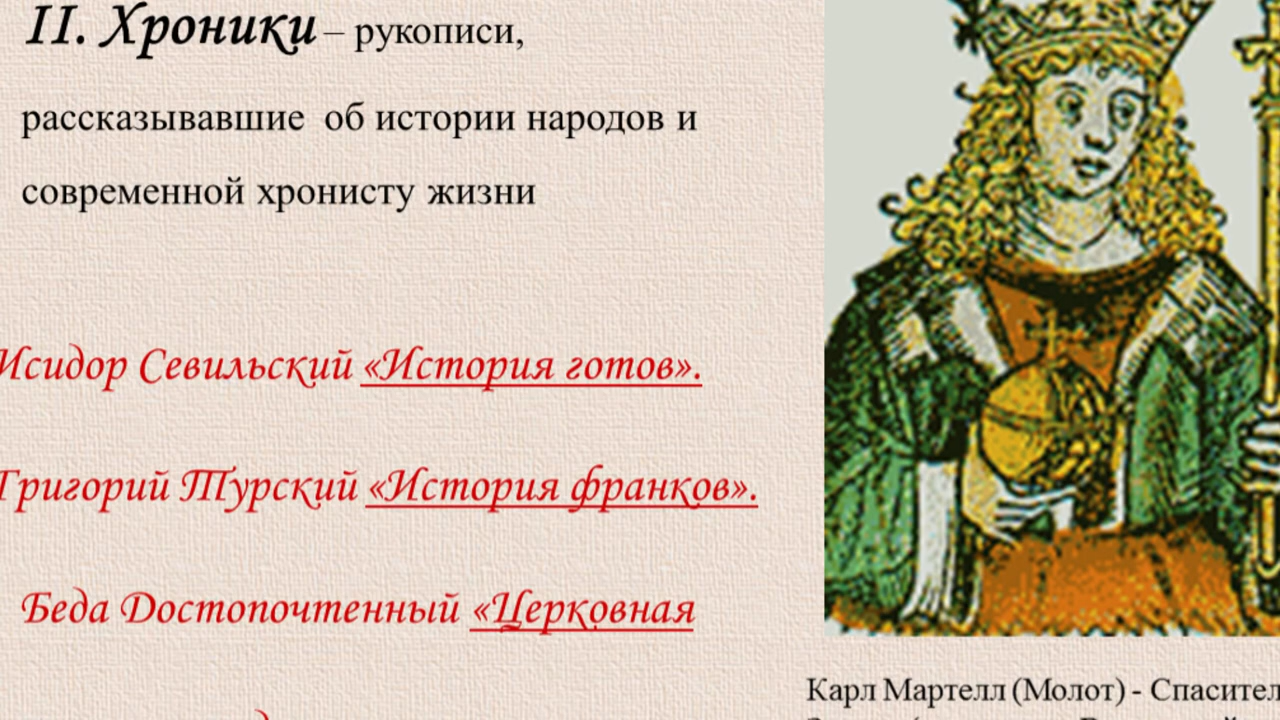 II. Хроники – рукописи,
рассказывавшие об истории народов и
современной хронисту жизни
Исидор Севильский «История готов».
Григорий Турский «История франков».
Беда Достопочтенный «Церковная
Карл Мартелл (Молот) - Спасител